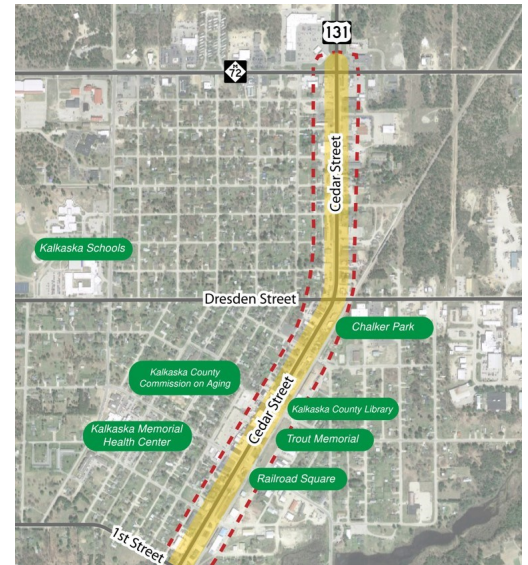 131
M
72
Cedar Street
Kalkaska Schools
Dresden Street
Chalker Park
Kalkaska County
Commission on Aging
Kalkaska County Library
Cedar Street
Kalkaska Memorial
Health Center
Trout Memorial
Railroad Square
1st Street